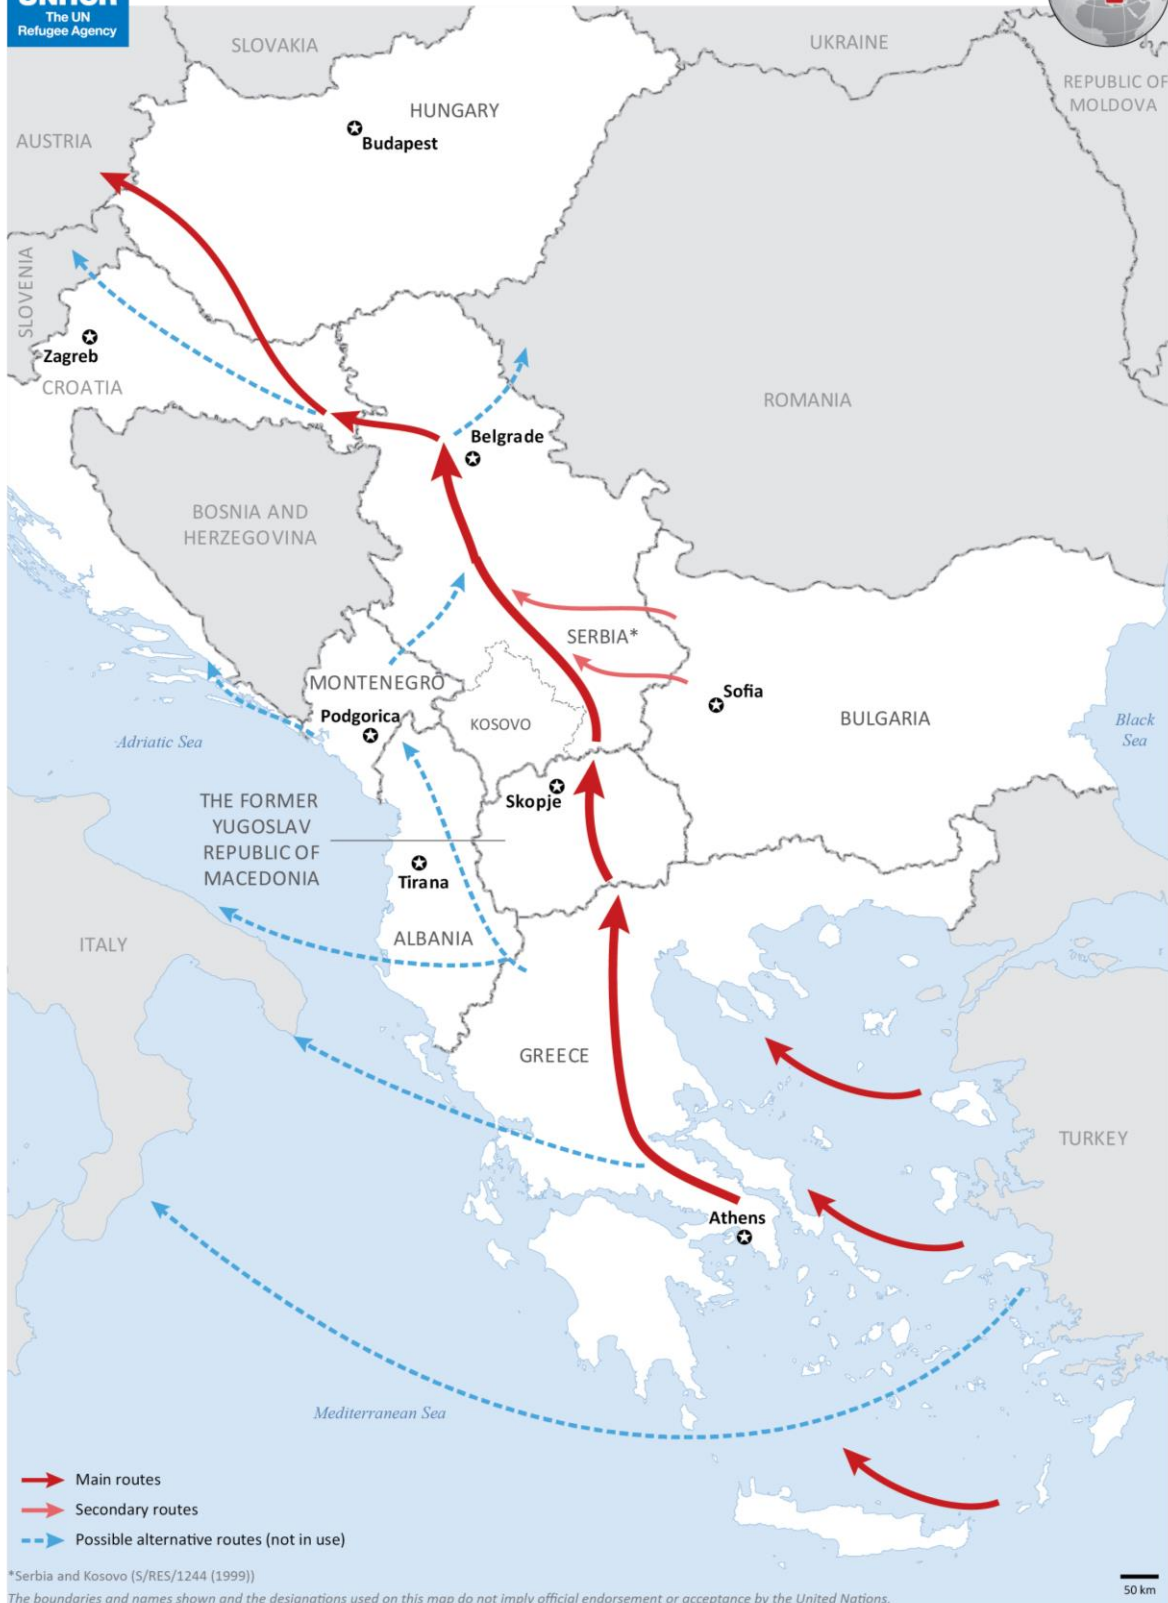 The UN
Refugee Agency
SLOVAKIA
UKRAINE
REPUBLIC OF
MOLDOVA
HUNGARY
AUSTRIA
Budapest
SLOVENIA
Zagreb
CROATIA
ROMANIA
Belgrade
BOSNIA AND
HERZEGOVINA
SERBIA*
MONTENEGRO
Sofia
Podgorica
KOSOVO
BULGARIA
Black
Sea
Adriatic Sea
Skopje
THE FORMER
YUGOSLAV
REPUBLIC OF
MACEDONIA
Tirana
ALBANIA
ITALY
GREECE
TURKEY
Athens
Mediterranean Sea
Main routes
Secondary routes
Possible alternative routes (not in use)
*Serbia and Kosovo (S/RES/1244 (1999))
50 km
The boundaries and names shown and the designations used on this map do not imply official endorsement or acceptance by the United Nations.